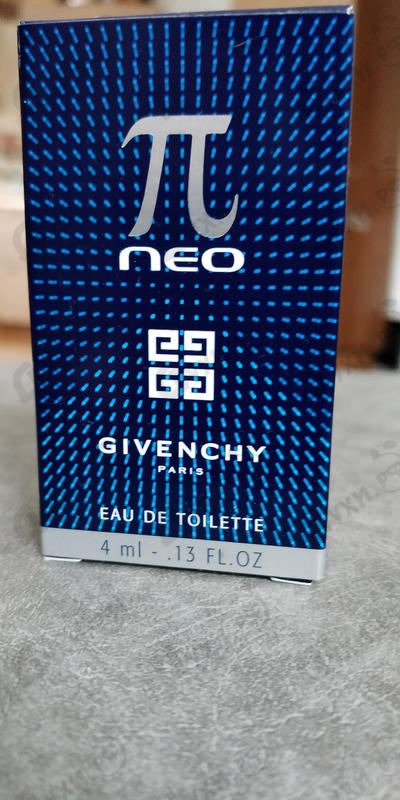 π
neo
GIVENCHY
PARIS
EAU DE TOILETTE
4 ml - .13 FL.OZ